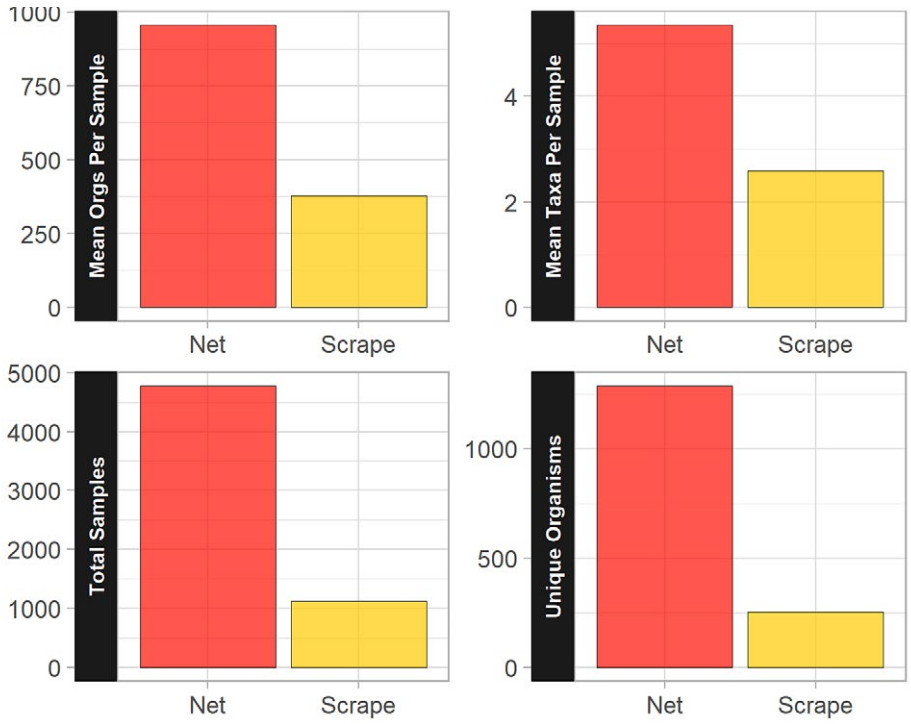 Mean Orgs Per Sample
1000
750
500
250
0
Net Scrape
Mean Taxa Per Sample
4
2
0
Net Scrape
Total Samples
5000
4000
3000
2000
1000
0
Net Scrape
Unique Organisms
1000
500
0
Net Scrape